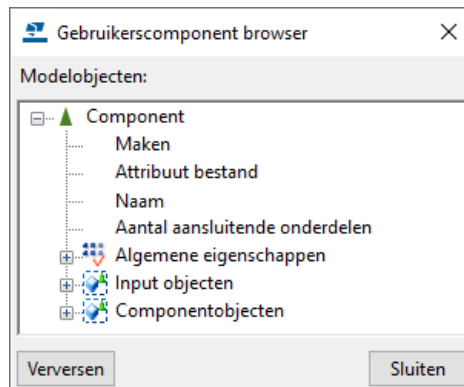 Gebruikerscomponent browser
Modelobjecten:
Component
Maken
Attribuut bestand
Naam
Aantal aansluitende onderdelen
Algemene eigenschappen
Input objecten
Componentobjecten
Verversen Sluiten